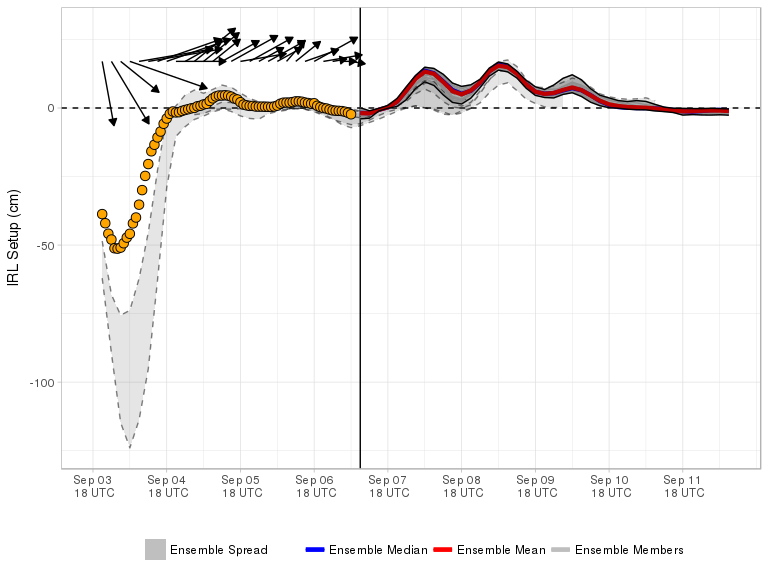 0
-50
-100
IRL Setup (cm)
Sep 03 Sep 04 Sep 05 Sep 06 Sep 07 Sep 08 Sep 09 Sep 10 Sep 11
18 UTC 18 UTC 18 UTC 18 UTC 18 UTC 18 UTC 18 UTC 18 UTC 18 UTC
Ensemble Spread Ensemble Median Ensemble Mean Ensemble Members